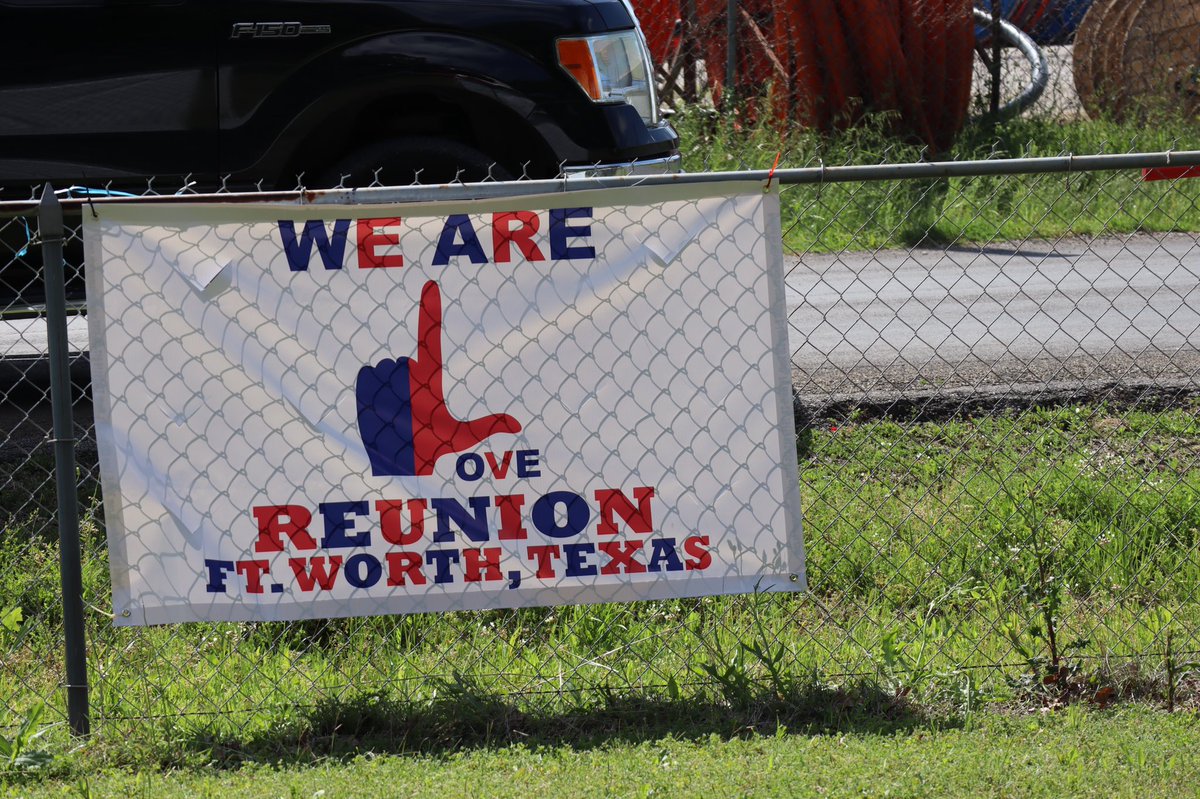 F150
WE ARE
OVE
REUNION
FT. WORTH, TEXAS